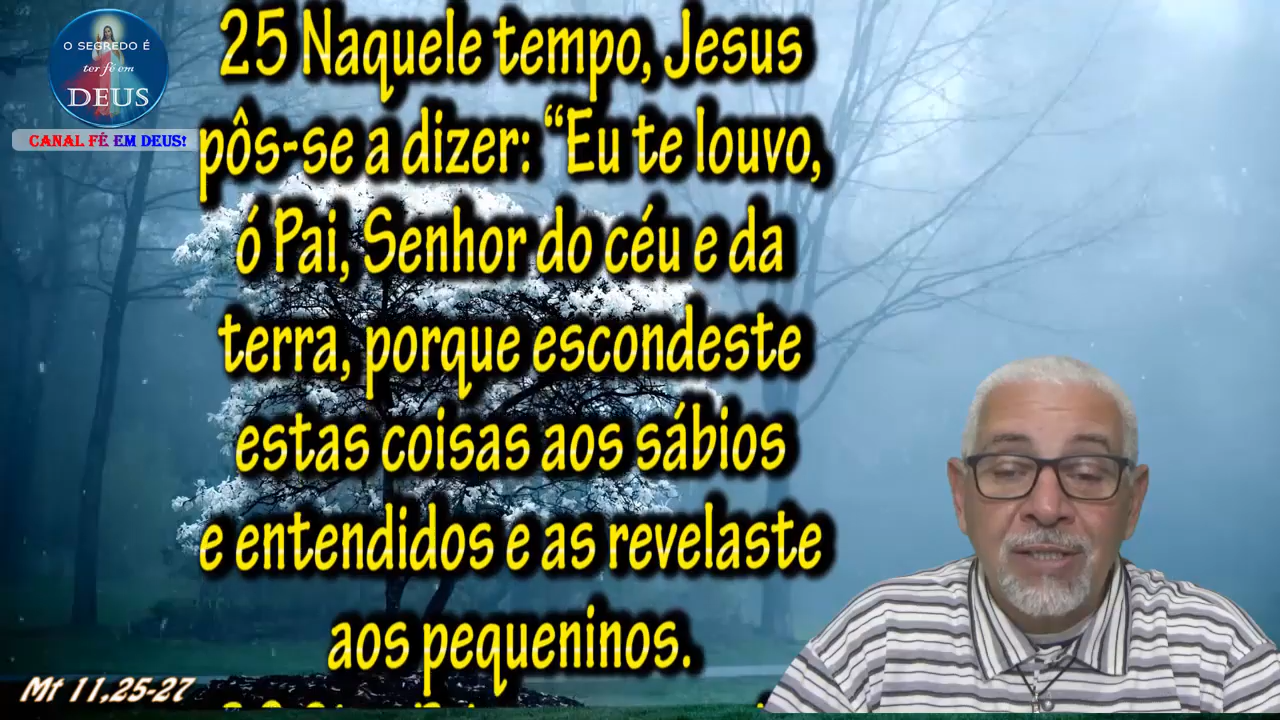 O SEGREDO É
ter fé em
DEUS
CANAL FÉ EM DEUS!
25 Naquele tempo, Jesus
pôs-se a dizer: “Eu te louvo,
ó Pai, Senhor do céu e da
terra, porque escondeste
estas coisas aos sábios
e entendidos e as revelaste
aos pequeninos.
Mt 11,25-27